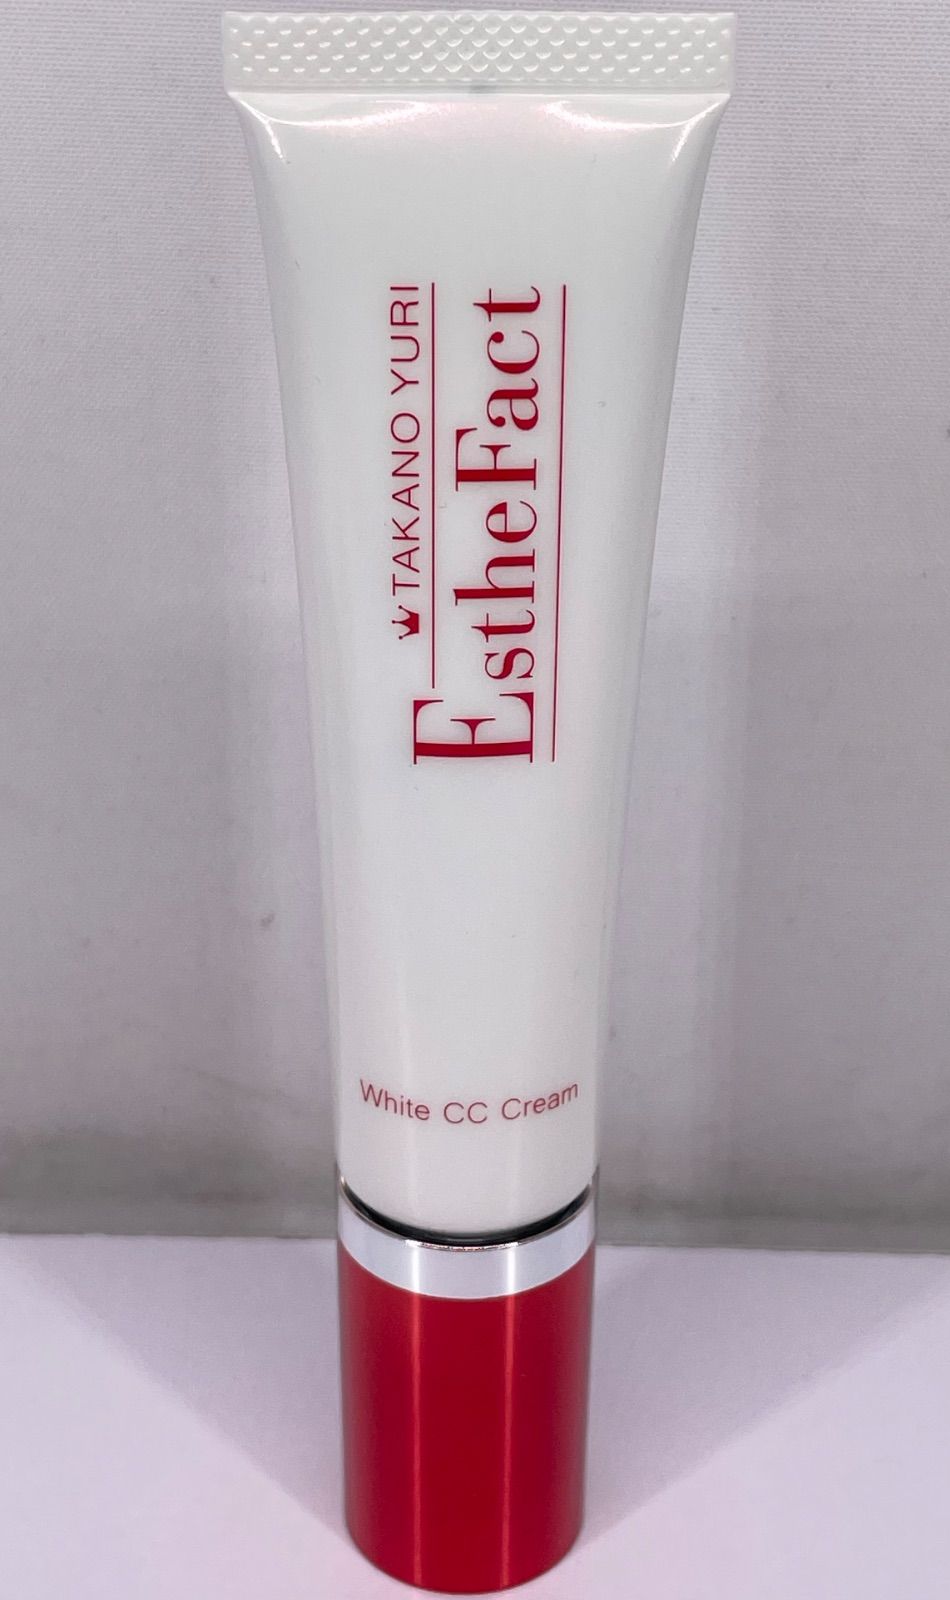 TAKANO YURI
EstheFact
White CC Cream